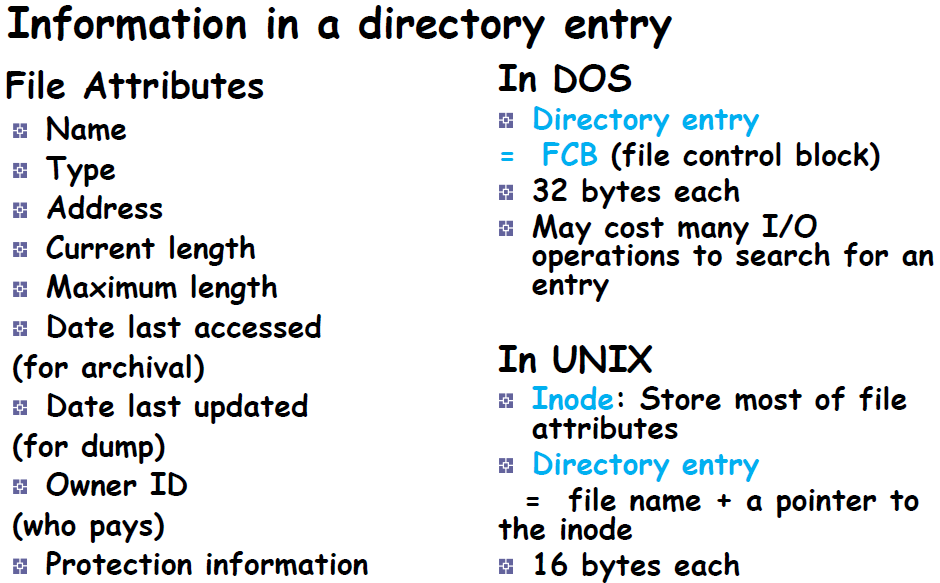 Information in a directory entry
File Attributes
Name
Type
Address
Current length
Maximum length
Date last accessed
(for archival)
Date last updated
(for dump)
Owner ID
(who pays)
Protection information
In DOS
Directory entry
= FCB (file control block)
32 bytes each
May cost many I/O
operations to search for an
entry
In UNIX
Inode: Store most of file
attributes
Directory entry
= file name + a pointer to
the inode
16 bytes each